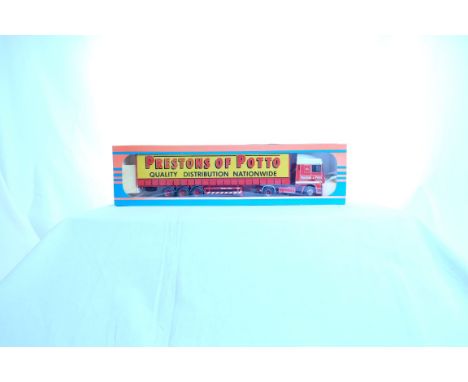 PRESTONS OF POTTO
QUALITY DISTRIBUTION NATIONWIDE